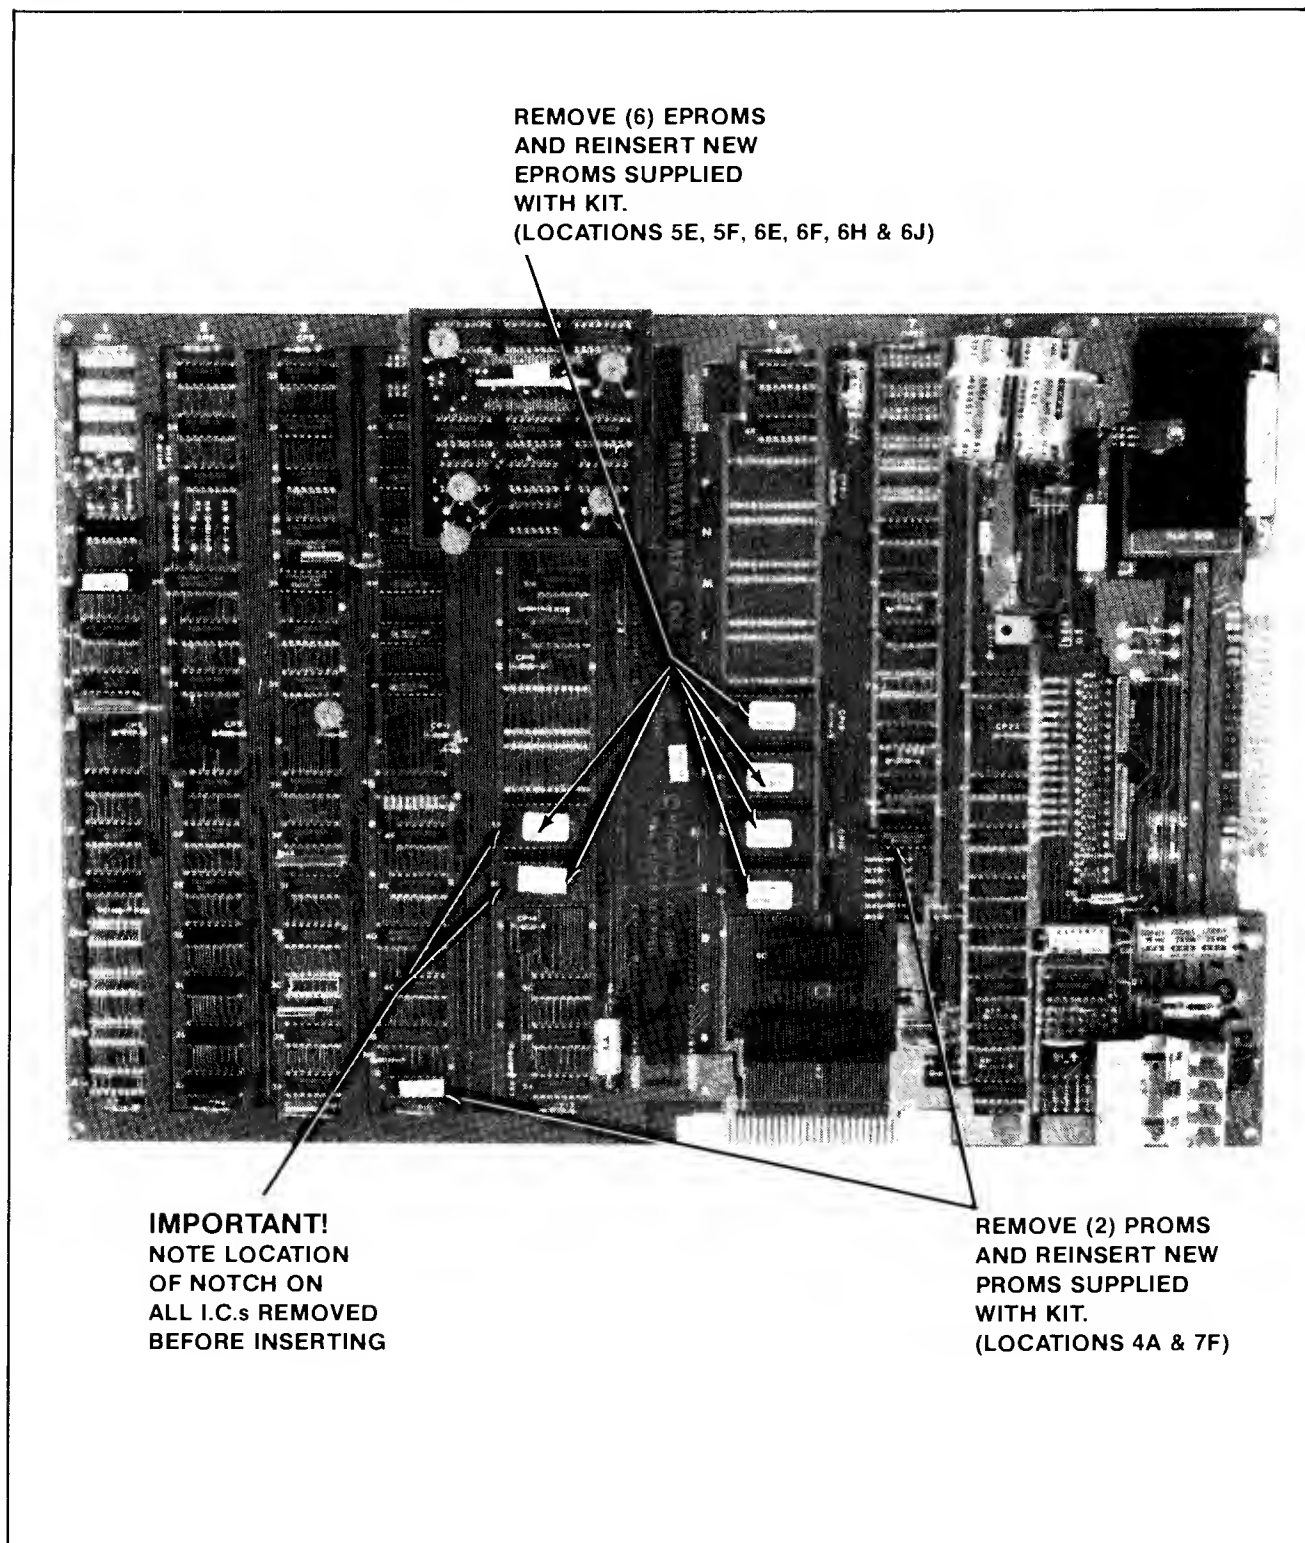 REMOVE (6) EPROMS
AND REINSERT NEW
EPROMS SUPPLIED
WITH KIT.
(LOCATIONS 5E, 5F, 6E, 6F, 6H & 6J)
IMPORTANT!
NOTE LOCATION
OF NOTCH ON
ALL I.C.s REMOVED
BEFORE INSERTING
REMOVE (2) PROMS
AND REINSERT NEW
PROMS SUPPLIED
WITH KIT.
(LOCATIONS 4A & 7F)